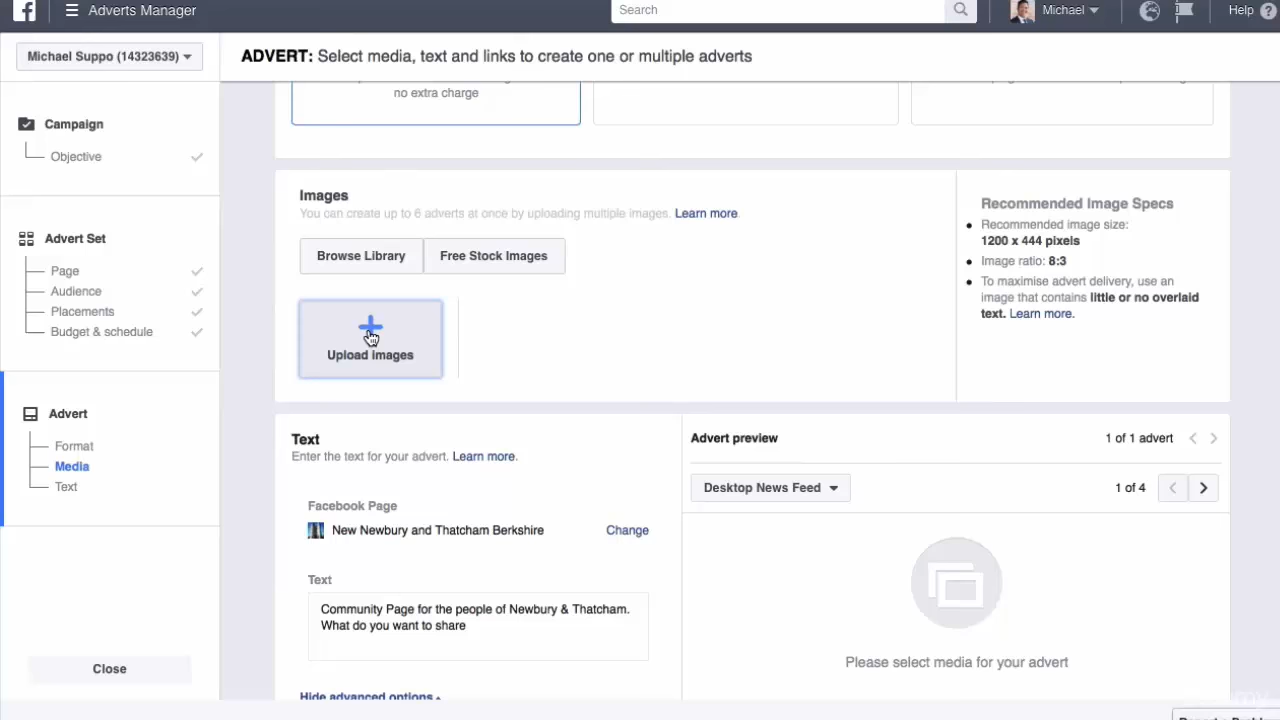 Adverts Manager
Search
Michael
Help
Michael Suppo (14323639)
ADVERT: Select media, text and links to create one or multiple adverts
Campaign
Objective
Advert Set
Page
Audience
Placements
Budget & schedule
Advert
Format
Media
Text
Close
no extra charge
Images
You can create up to 6 adverts at once by uploading multiple images. Learn more.
Browse Library
Free Stock Images
Upload images
Recommended Image Specs
Recommended image size:
1200 x 444 pixels
Image ratio: 8:3
To maximise advert delivery, use an
image that contains little or no overlaid
text. Learn more.
Text
Enter the text for your advert. Learn more.
Facebook Page
New Newbury and Thatcham Berkshire
Change
Text
Community Page for the people of Newbury & Thatcham.
What do you want to share
Hide advanced options
Advert preview
1 of 1 advert
Desktop News Feed
1 of 4
Please select media for your advert